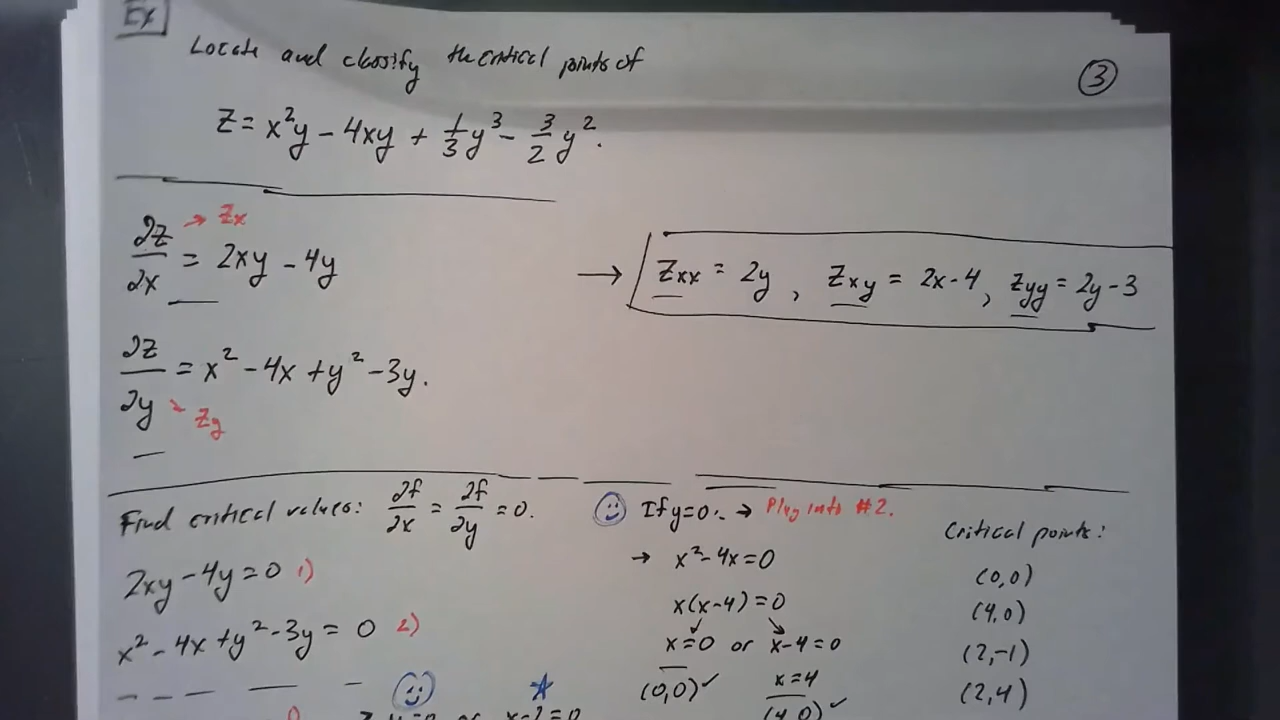 Ex
Locate and classify the critical points of
③
z = x²y - 4xy + 1/3 y³ - 3/2 y².
∂z/∂x = 2xy - 4y
→ zx
→ zxx = 2y, zxy = 2x-4, zyy = 2y-3
∂z/∂y = x² - 4x + y² - 3y.
zy
Find critical values: ∂f/∂x = ∂f/∂y = 0.
2xy - 4y = 0 1)
x² - 4x + y² - 3y = 0 2)
If y=0: → Plug into #2.
→ x² - 4x = 0
x(x-4) = 0
x=0 or x-4=0
x=4
(0,0) ✓
(4,0) ✓
Critical points:
(0,0)
(4,0)
(2,-1)
(2,4)
or x-2=0